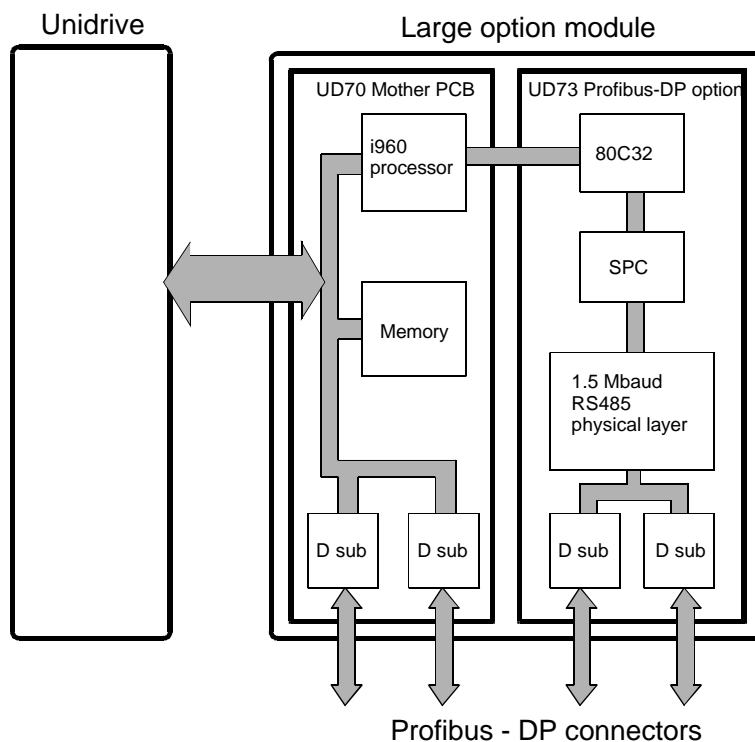 Unidrive
Large option module
UD70 Mother PCB
UD73 Profibus-DP option
i960
processor
80C32
SPC
Memory
1.5 Mbaud
RS485
physical layer
D sub
D sub
D sub
D sub
Profibus - DP connectors